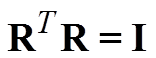 R^T R = I